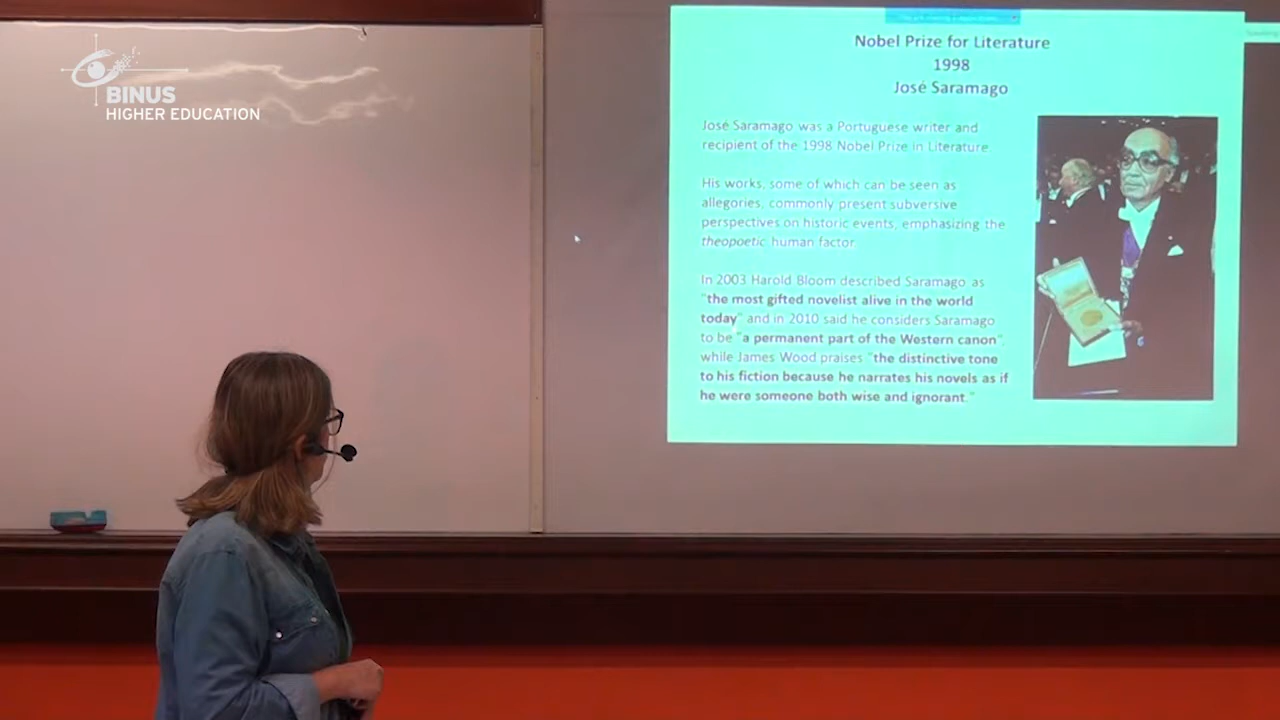 BINUS
HIGHER EDUCATION
Nobel Prize for Literature
1998
José Saramago
José Saramago was a Portuguese writer and
recipient of the 1998 Nobel Prize in Literature.
His works, some of which can be seen as
allegories, commonly present subversive
perspectives on historic events, emphasizing the
theopoetic human factor.
In 2003 Harold Bloom described Saramago as
"the most gifted novelist alive in the world
today" and in 2010 said he considers Saramago
to be "a permanent part of the Western canon",
while James Wood praises "the distinctive tone
to his fiction because he narrates his novels as if
he were someone both wise and ignorant."